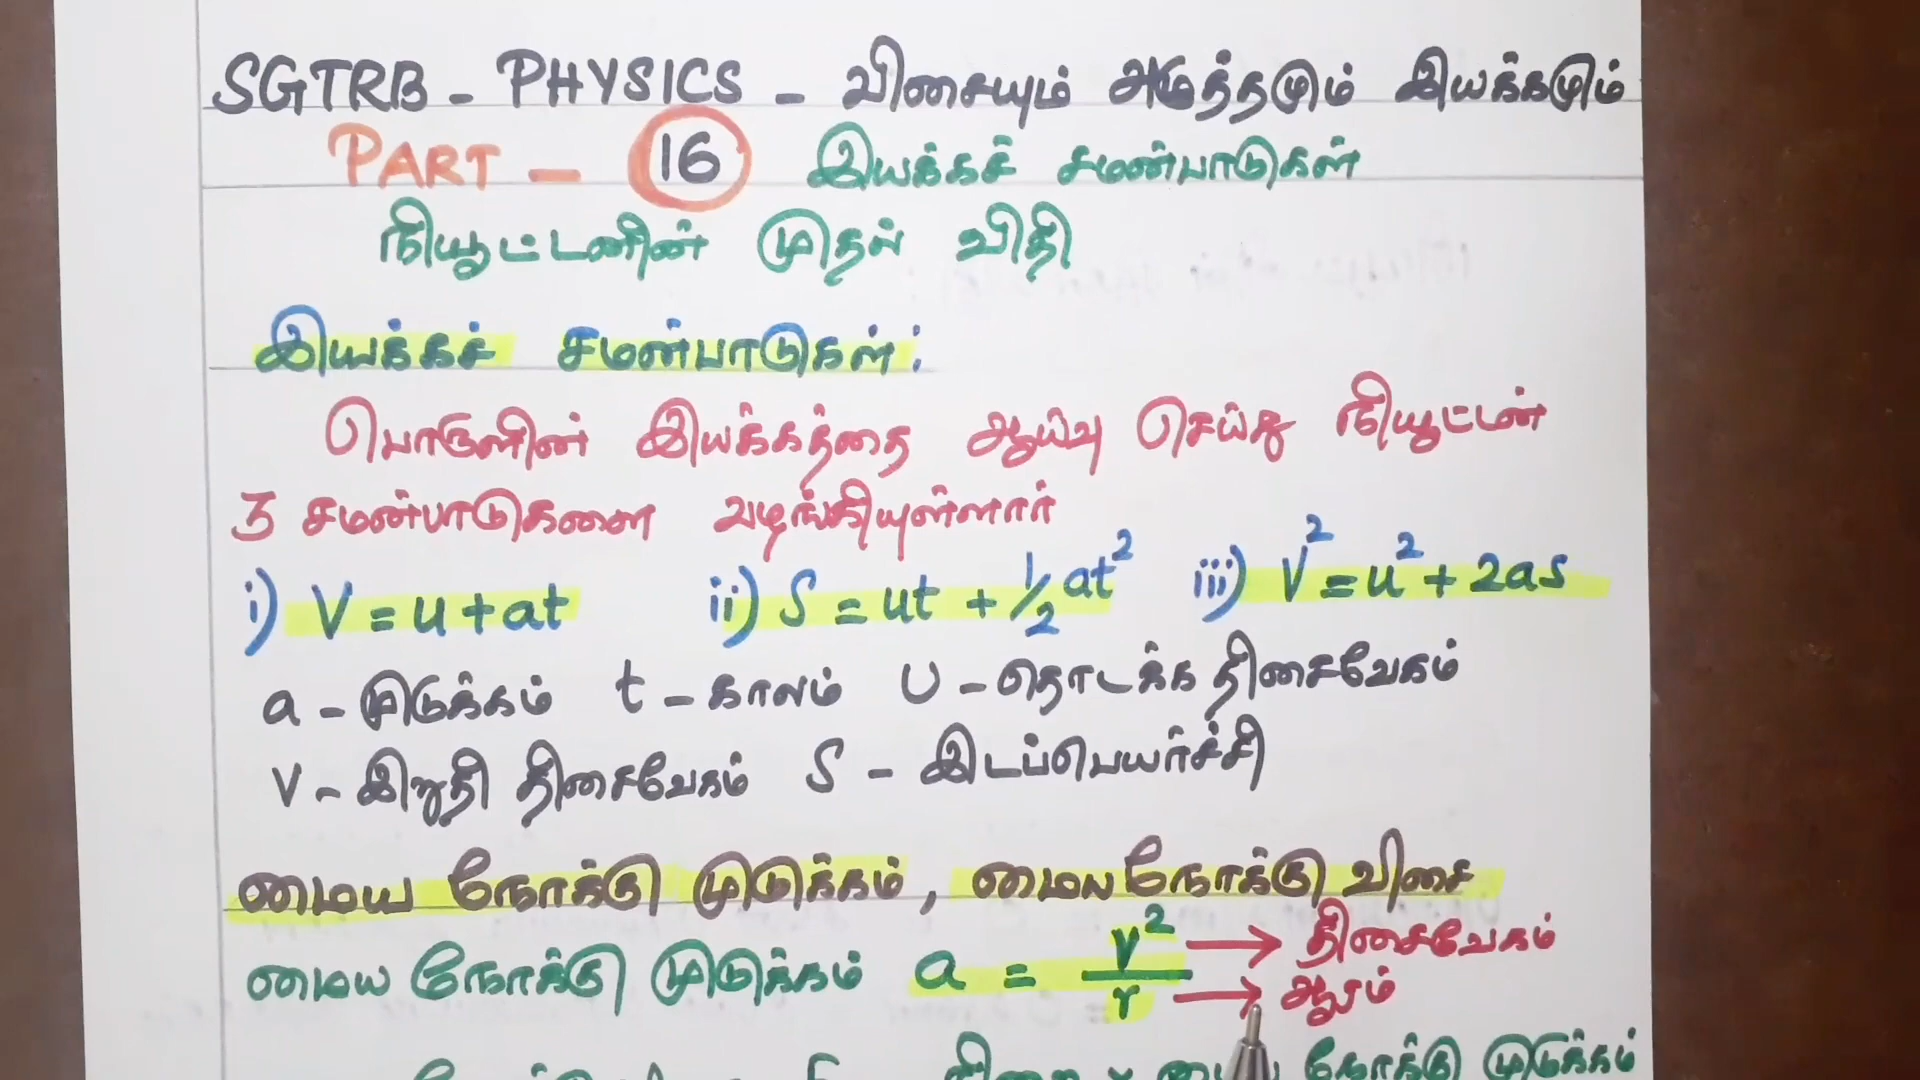 SGTRB - PHYSICS - விசையும் அழுத்தமும் இயக்கமும்
PART - 16 இயக்கச் சமன்பாடுகள்
நியூட்டனின் முதல் விதி
இயக்கச் சமன்பாடுகள்:
பொருளின் இயக்கத்தை ஆய்வு செய்து நியூட்டன்
3 சமன்பாடுகளை வழங்கியுள்ளார்
i) V = u + at ii) S = ut + 1/2 at² iii) V² = u² + 2as
a - முடுக்கம் t - காலம் U - தொடக்க திசைவேகம்
V - இறுதி திசைவேகம் S - இடப்பெயர்ச்சி
மைய நோக்கு முடுக்கம், மையநோக்கு விசை
மைய நோக்கு முடுக்கம் a = V²/r → திசைவேகம் → ஆரம்
நோக்கு முடுக்கம்